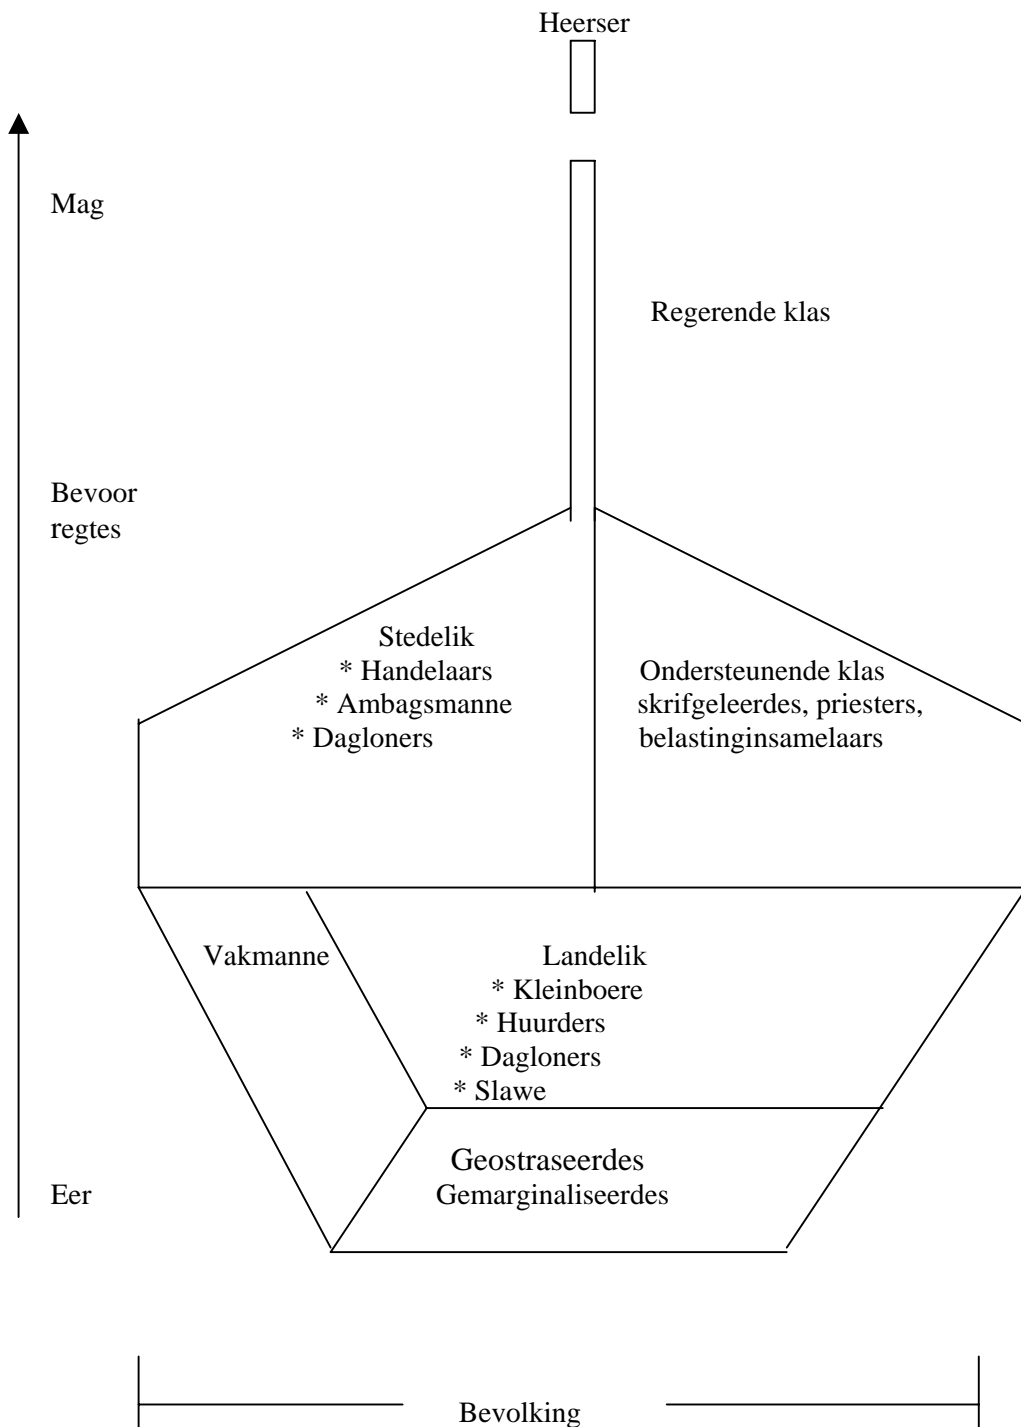 Heerser
Mag
Regerende klas
Bevoor
regtes
Stedelik
* Handelaars
* Ambagsmanne
* Dagloners
Ondersteunende klas
skrifgeleerdes, priesters,
belastinginsamelaars
Vakmanne
Landelik
* Kleinboere
* Huurders
* Dagloners
* Slawe
Geostraseerdes
Gemarginaliseerdes
Eer
Bevolking